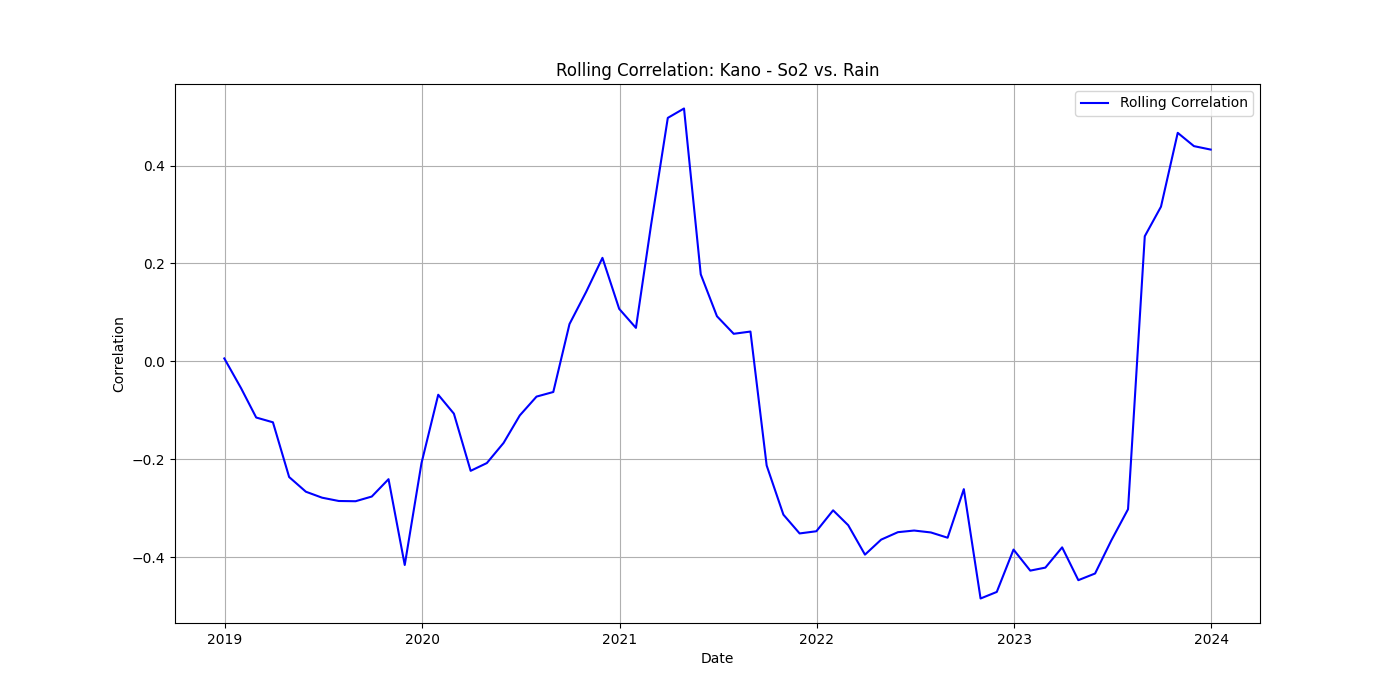 Rolling Correlation: Kano - So2 vs. Rain
Rolling Correlation
Correlation
0.4
0.2
0.0
−0.2
−0.4
2019 2020 2021 2022 2023 2024
Date